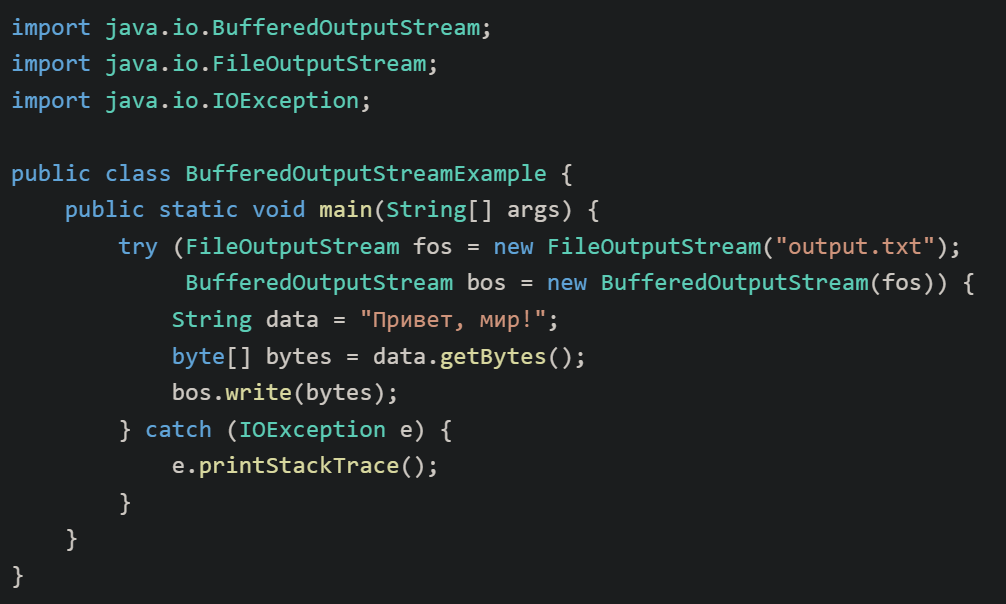 import java.io.BufferedOutputStream;
import java.io.FileOutputStream;
import java.io.IOException;

public class BufferedOutputStreamExample {
    public static void main(String[] args) {
        try (FileOutputStream fos = new FileOutputStream("output.txt");
             BufferedOutputStream bos = new BufferedOutputStream(fos)) {
            String data = "Привет, мир!";
            byte[] bytes = data.getBytes();
            bos.write(bytes);
        } catch (IOException e) {
            e.printStackTrace();
        }
    }
}